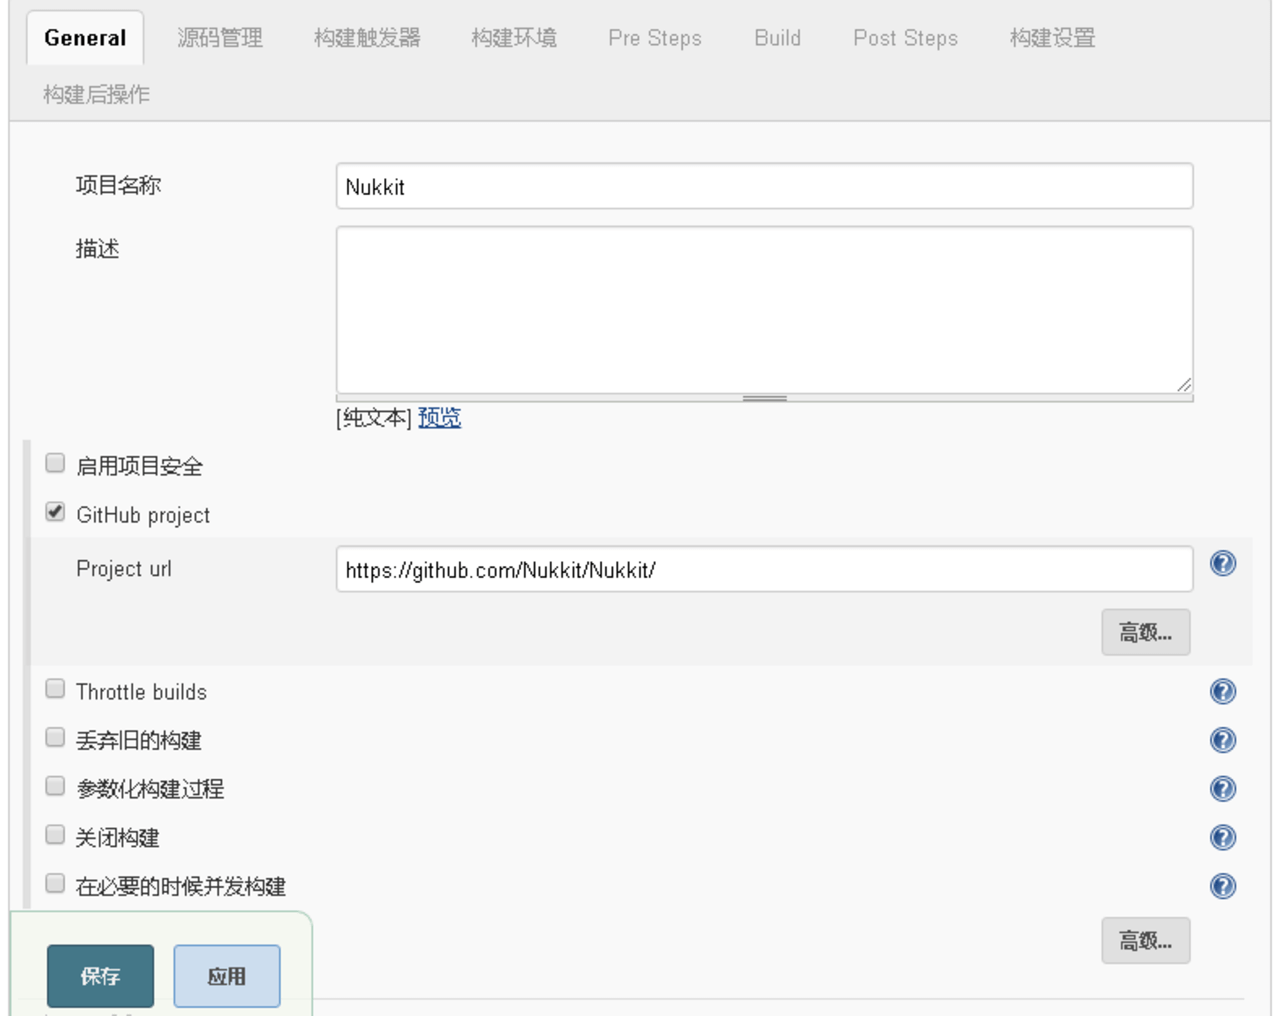 General 源码管理 构建触发器 构建环境 Pre Steps Build Post Steps 构建设置
构建后操作
项目名称 Nukkit
描述
[纯文本] 预览
启用项目安全
GitHub project
Project url https://github.com/Nukkit/Nukkit/
高级...
Throttle builds
丢弃旧的构建
参数化构建过程
关闭构建
在必要的时候并发构建
高级...
保存 应用